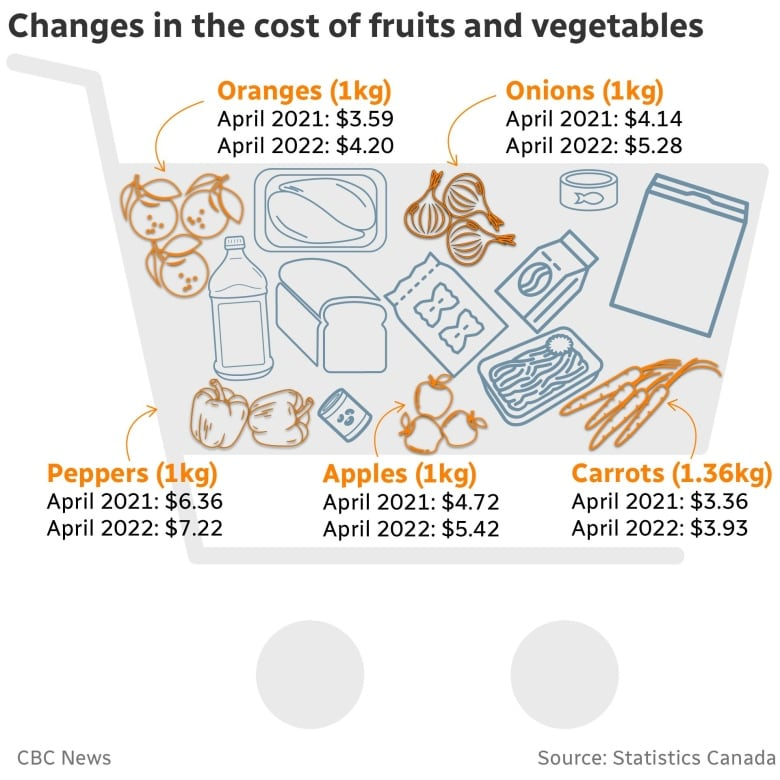 Changes in the cost of fruits and vegetables
Oranges (1kg)
April 2021: $3.59
April 2022: $4.20
Onions (1kg)
April 2021: $4.14
April 2022: $5.28
Peppers (1kg)
April 2021: $6.36
April 2022: $7.22
Apples (1kg)
April 2021: $4.72
April 2022: $5.42
Carrots (1.36kg)
April 2021: $3.36
April 2022: $3.93
CBC News
Source: Statistics Canada